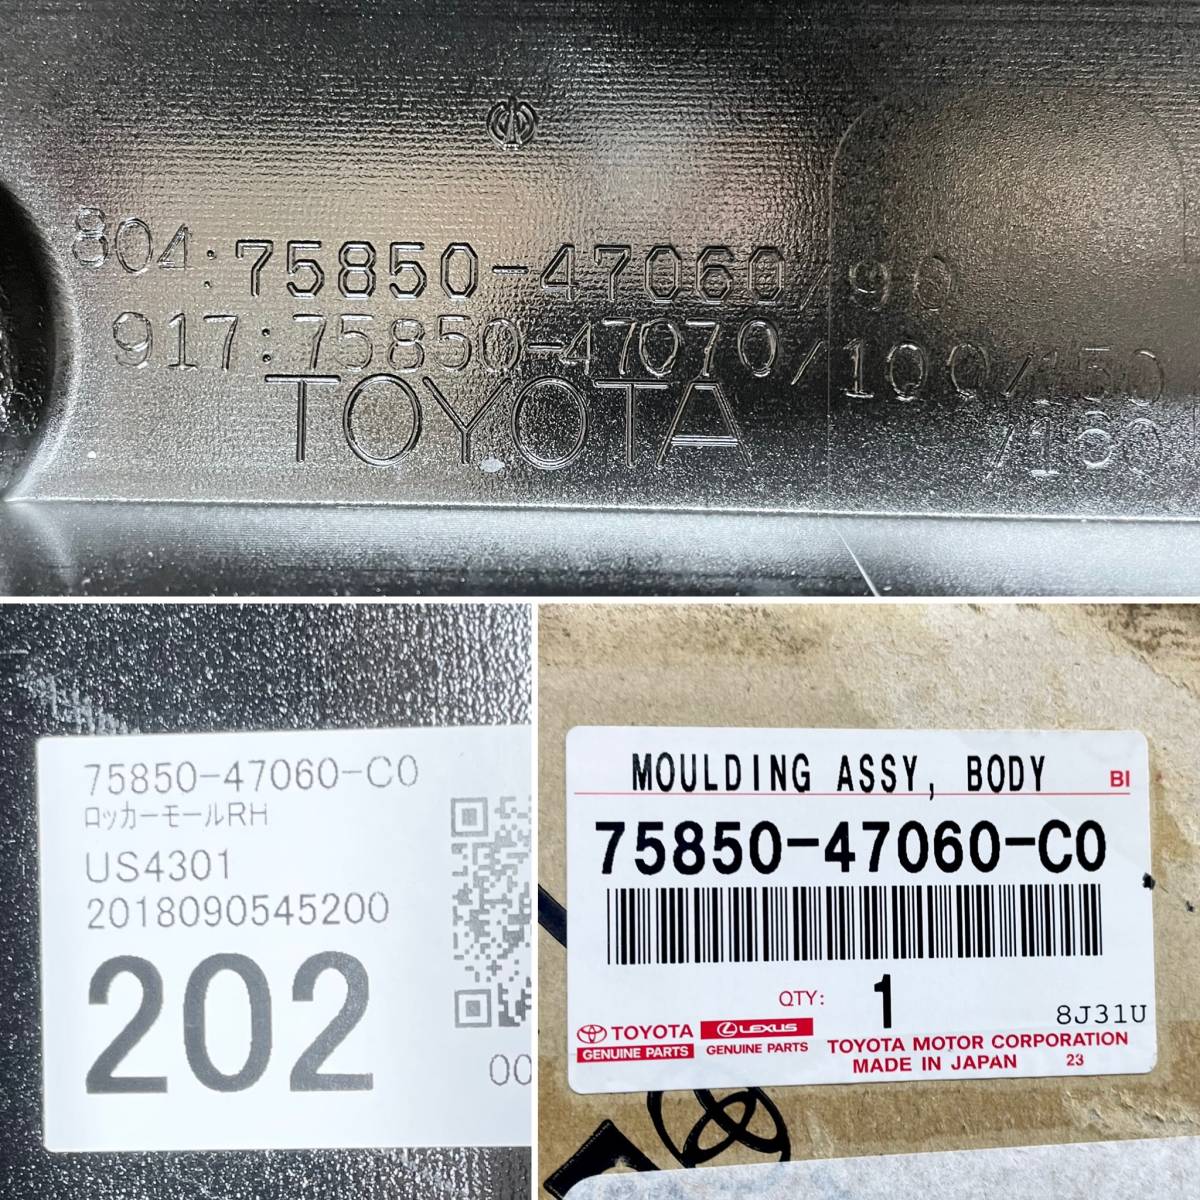 804:75850-47060/90
917:75850-47070/100/150
/160
TOYOTA
75850-47060-C0
ロッカーモールRH
US4301
2018090545200
202
00
MOULDING ASSY, BODY
BI
75850-47060-C0
QTY: 1
8J31U
TOYOTA
GENUINE PARTS
LEXUS
GENUINE PARTS
TOYOTA MOTOR CORPORATION
MADE IN JAPAN 23